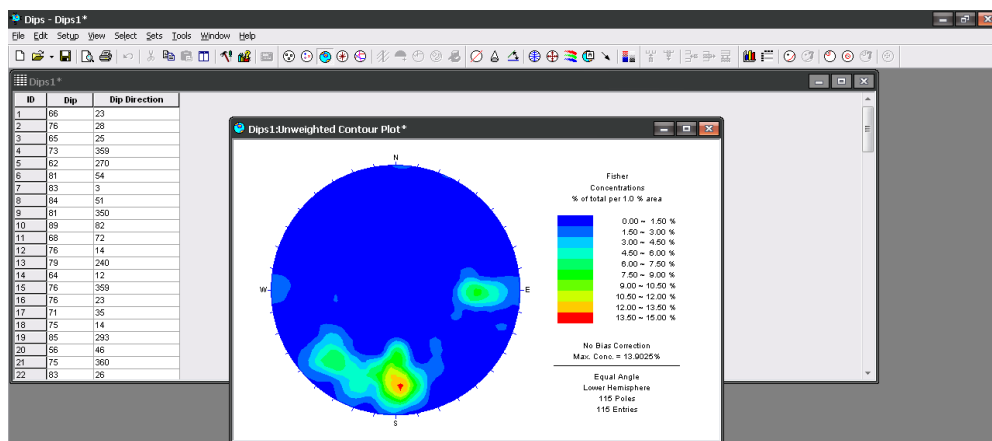 Dips - Dips1*
File Edit Setup View Select Sets Tools Window Help
Dips1*
ID Dip Dip Direction
1 66 23
2 76 28
3 65 25
4 73 359
5 62 270
6 81 54
7 83 3
8 84 51
9 81 350
10 89 82
11 68 72
12 76 14
13 79 240
14 64 12
15 76 359
16 76 23
17 71 35
18 75 14
19 85 293
20 56 46
21 75 360
22 83 26
Dips1:Unweighted Contour Plot*
N
W
E
S
Fisher
Concentrations
% of total per 1.0 % area
0.00 ~ 1.50 %
1.50 ~ 3.00 %
3.00 ~ 4.50 %
4.50 ~ 6.00 %
6.00 ~ 7.50 %
7.50 ~ 9.00 %
9.00 ~ 10.50 %
10.50 ~ 12.00 %
12.00 ~ 13.50 %
13.50 ~ 15.00 %
No Bias Correction
Max. Conc. = 13.9025%
Equal Angle
Lower Hemisphere
115 Poles
115 Entries